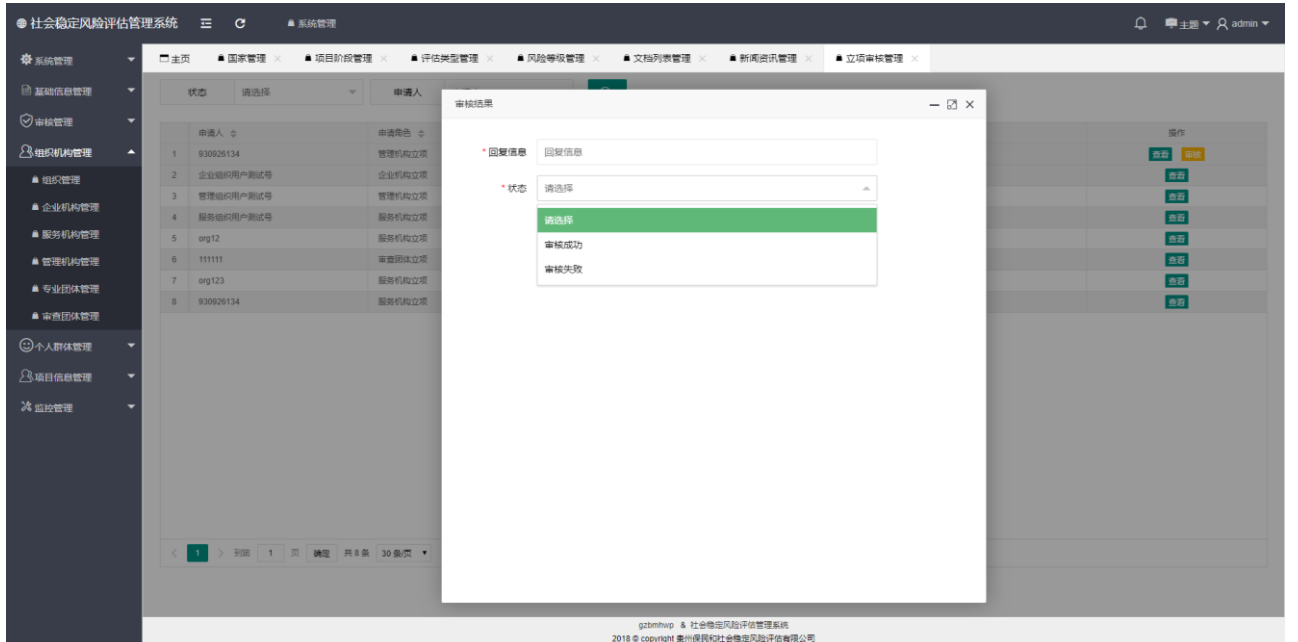 社会稳定风险评估管理系统 系统管理 主题 admin
系统管理
主页 国家管理 项目阶段管理 评估类型管理 风险等级管理 文档列表管理 新闻资讯管理 立项审核管理
基础信息管理
状态 请选择 申请人
审核结果
审核管理
申请人 申请角色 操作
组织机构管理
* 回复信息 回复信息
1 930926134 管理机构立项 查看 审核
2 企业组织用户测试号 企业机构立项 查看
组织管理
* 状态 请选择
3 管理组织用户测试号 管理机构立项 查看
企业机构管理
4 服务组织用户测试号 服务机构立项 查看
请选择
服务机构管理
5 org12 服务机构立项 查看
审核成功
管理机构管理
6 111111 审查团体立项 查看
审核失败
7 org123 服务机构立项 查看
专业团体管理
8 930926134 服务机构立项 查看
审查团体管理
个人群体管理
项目信息管理
监控管理
1 到第 1 页 确定 共 8 条 30 条/页
gzbmhwp & 社会稳定风险评估管理系统
2018 © copyright 州保民和社会稳定风险评估有限公司